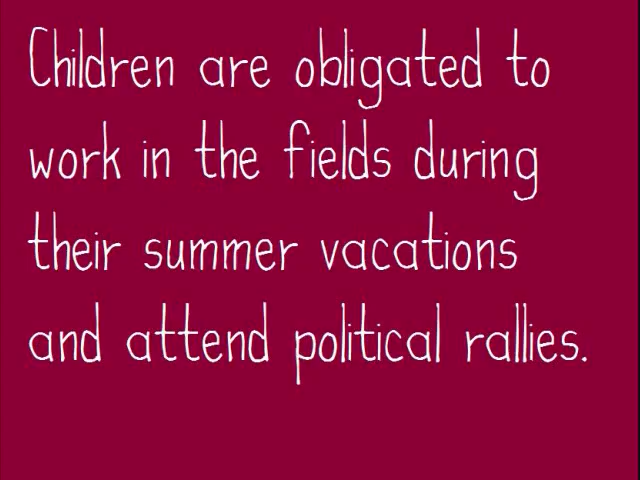 Children are obligated to
work in the fields during
their summer vacations
and attend political rallies.